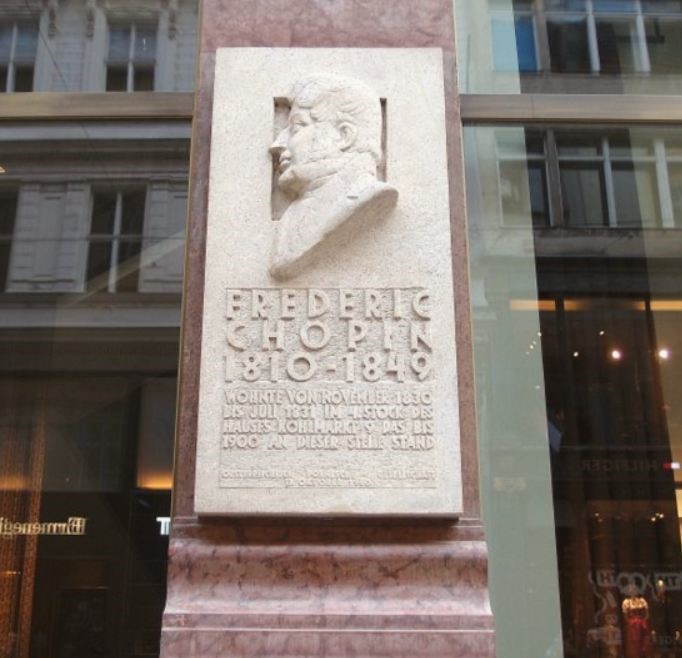 FREDERIC
CHOPIN
1810-1849
WOHNTE VON NOVEMBER 1830
BIS JULI 1831 IM 4.STOCK DES
HAUSES KOHLMARKT 9 DAS BIS
1900 AN DIESER STELLE STAND
HILFIGER